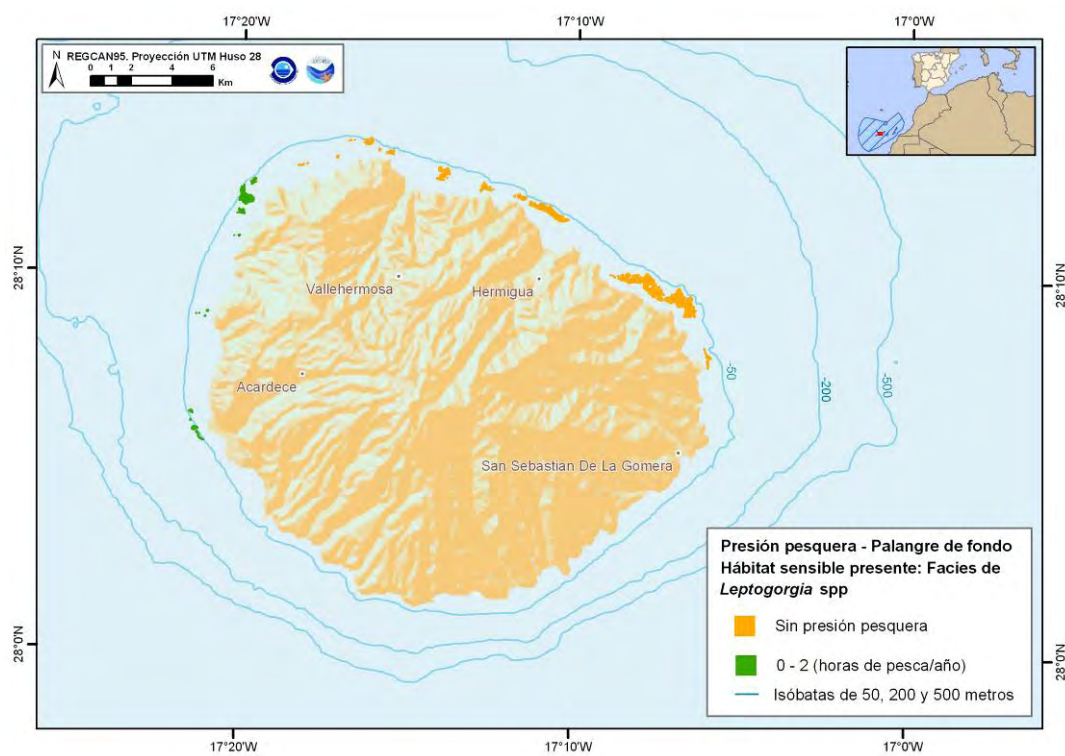 17°20'W 17°10'W 17°0'W
N REGCAN95. Proyección UTM Huso 28
0 1 2 4 6
Km
28°10'N
28°10'N
Vallehermosa
Hermigua
Acardece
-50
-200
-500
San Sebastian De La Gomera
Presión pesquera - Palangre de fondo
Hábitat sensible presente: Facies de
Leptogorgia spp
Sin presión pesquera
0 - 2 (horas de pesca/año)
Isóbatas de 50, 200 y 500 metros
28°0'N
28°0'N
17°20'W 17°10'W 17°0'W